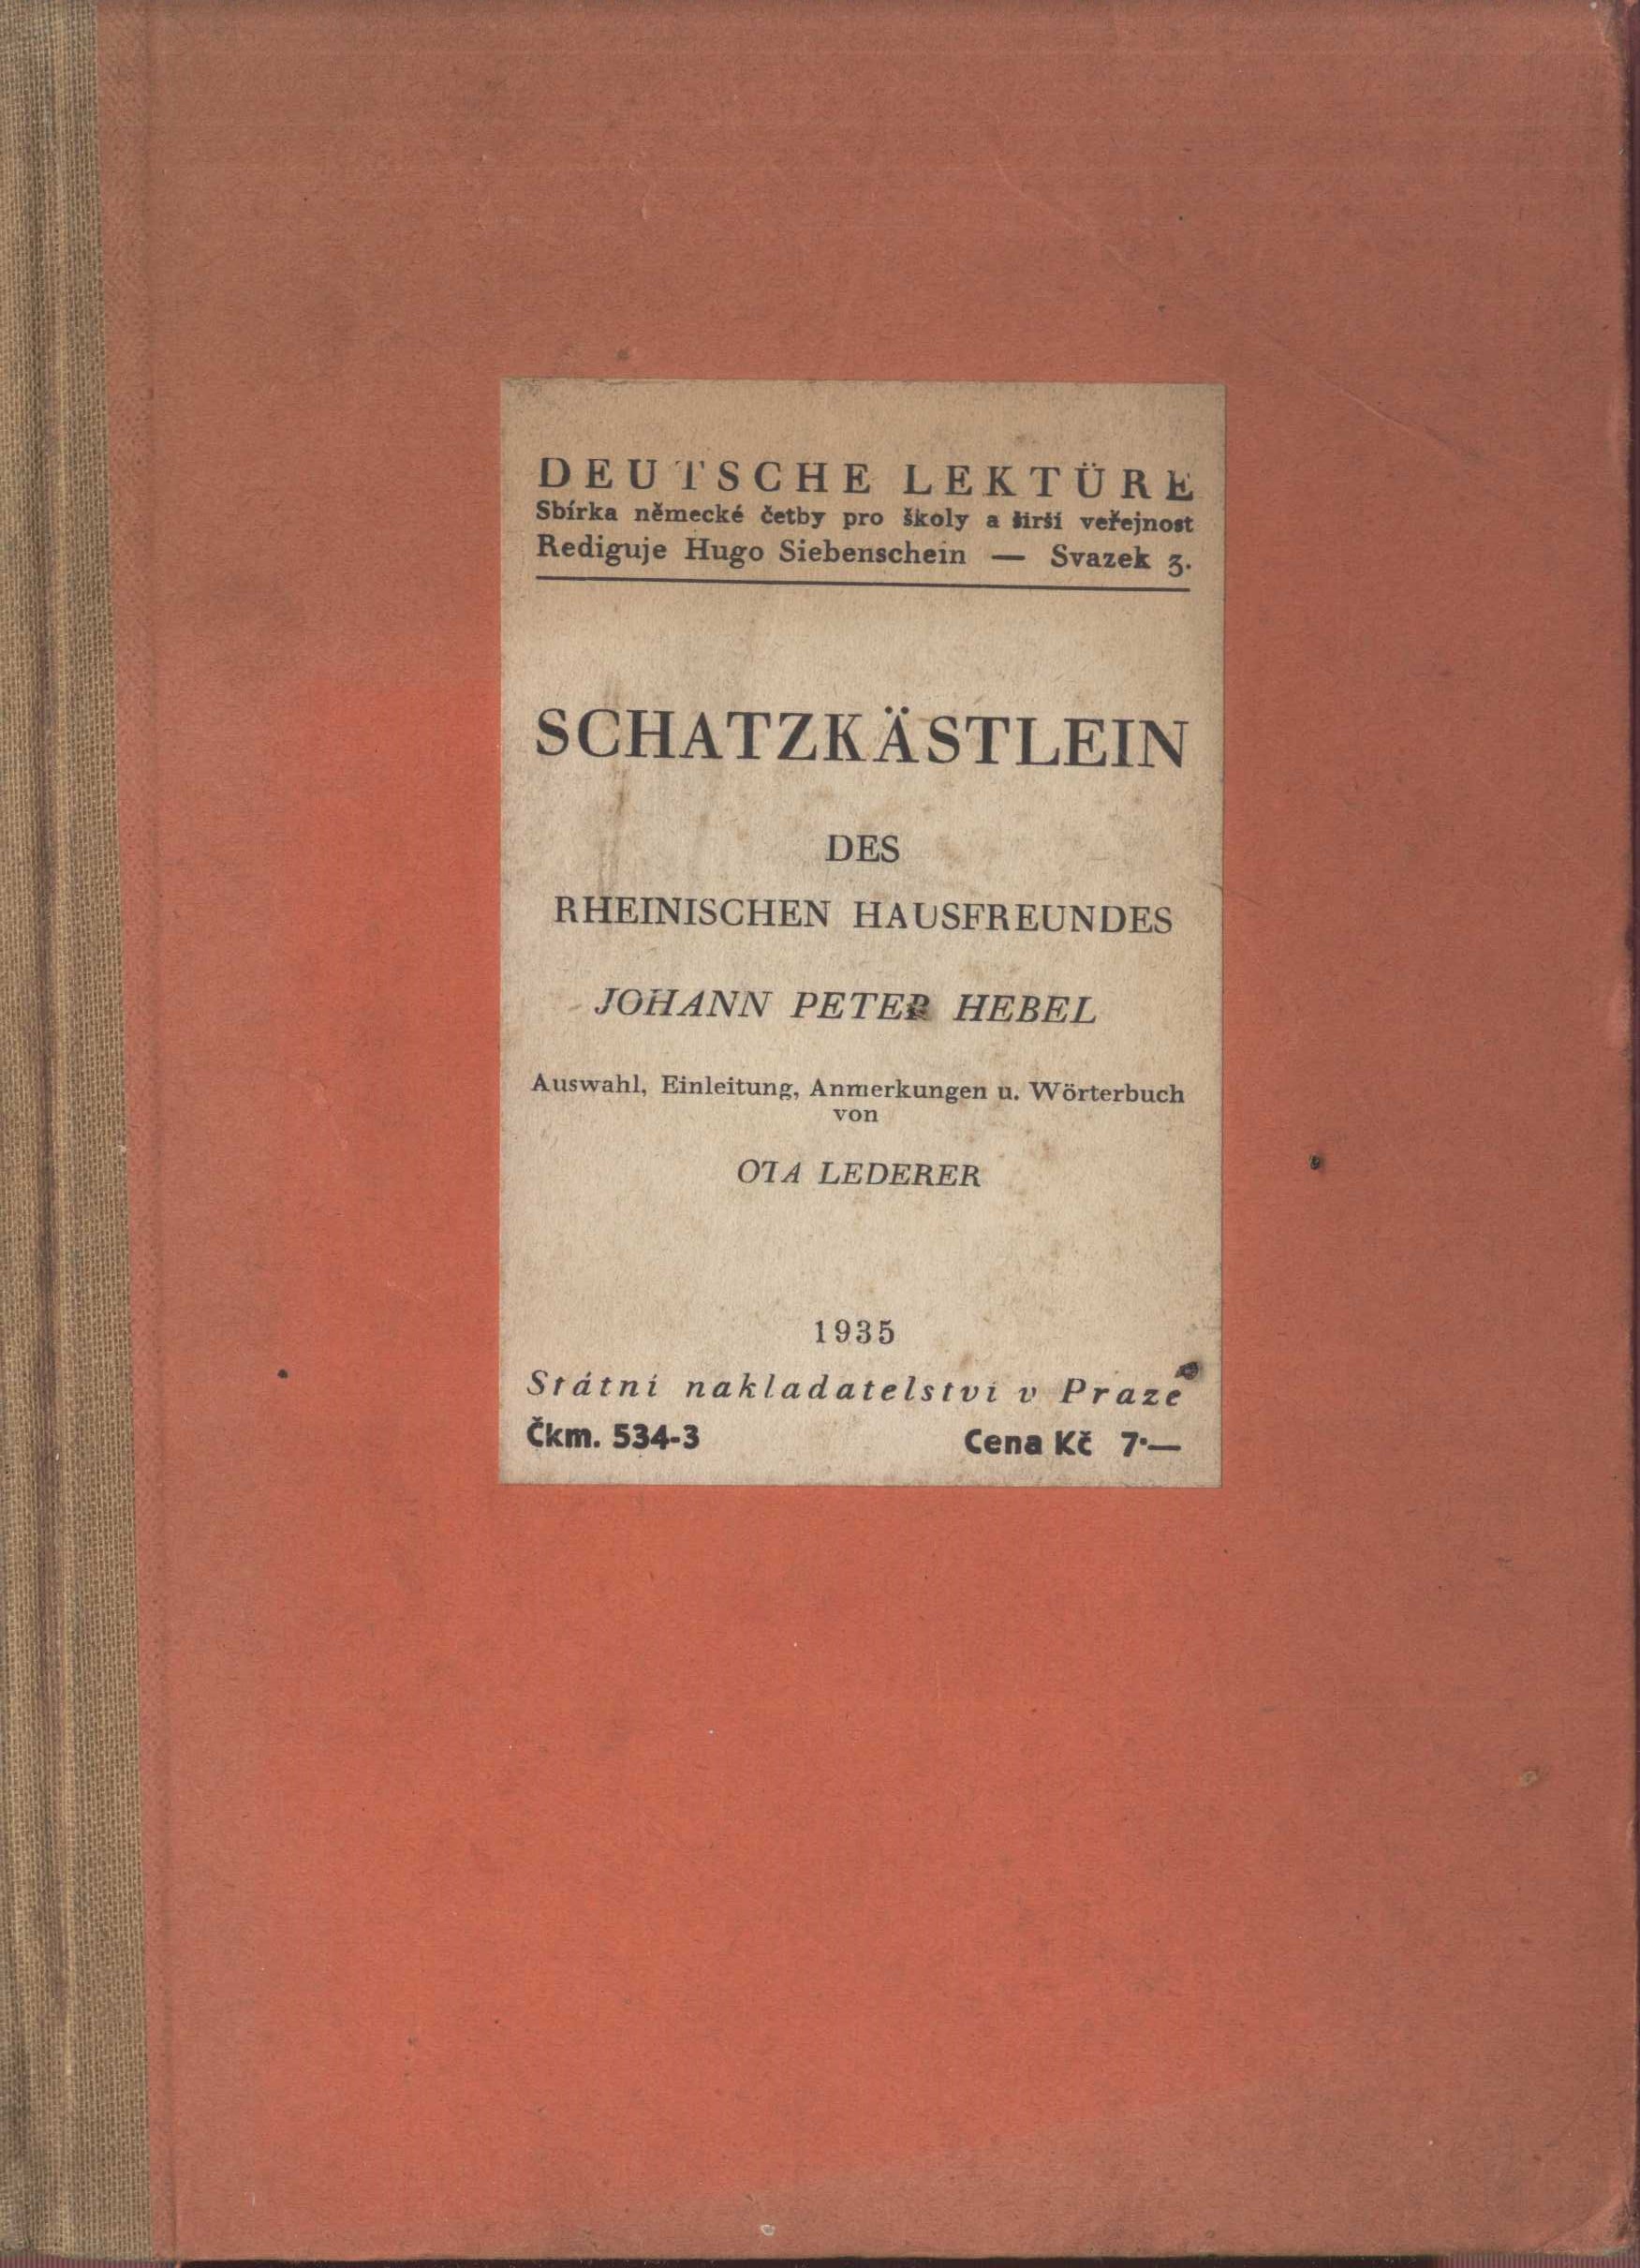 DEUTSCHE LEKTÜRE
Sbírka německé četby pro školy a širší veřejnost
Rediguje Hugo Siebenschein — Svazek 3.
SCHATZKÄSTLEIN
DES
RHEINISCHEN HAUSFREUNDES
JOHANN PETER HEBEL
Auswahl, Einleitung, Anmerkungen u. Wörterbuch
von
OTA LEDERER
1935
Státní nakladatelství v Praze
Čkm. 534-3 Cena Kč 7·—